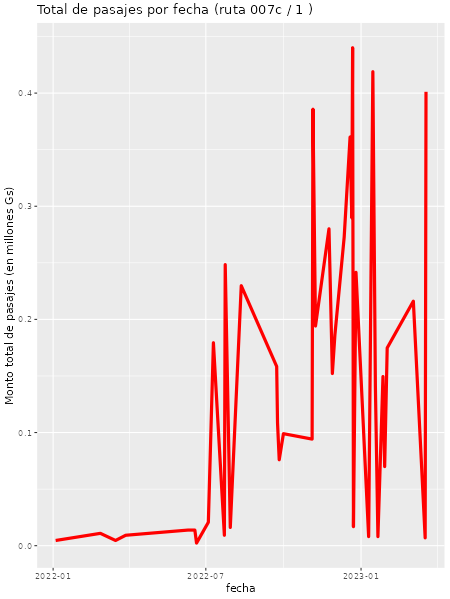 Total de pasajes por fecha (ruta 007c / 1 )
Monto total de pasajes (en millones Gs)
0.4
0.3
0.2
0.1
0.0
2022-01
2022-07
2023-01
fecha